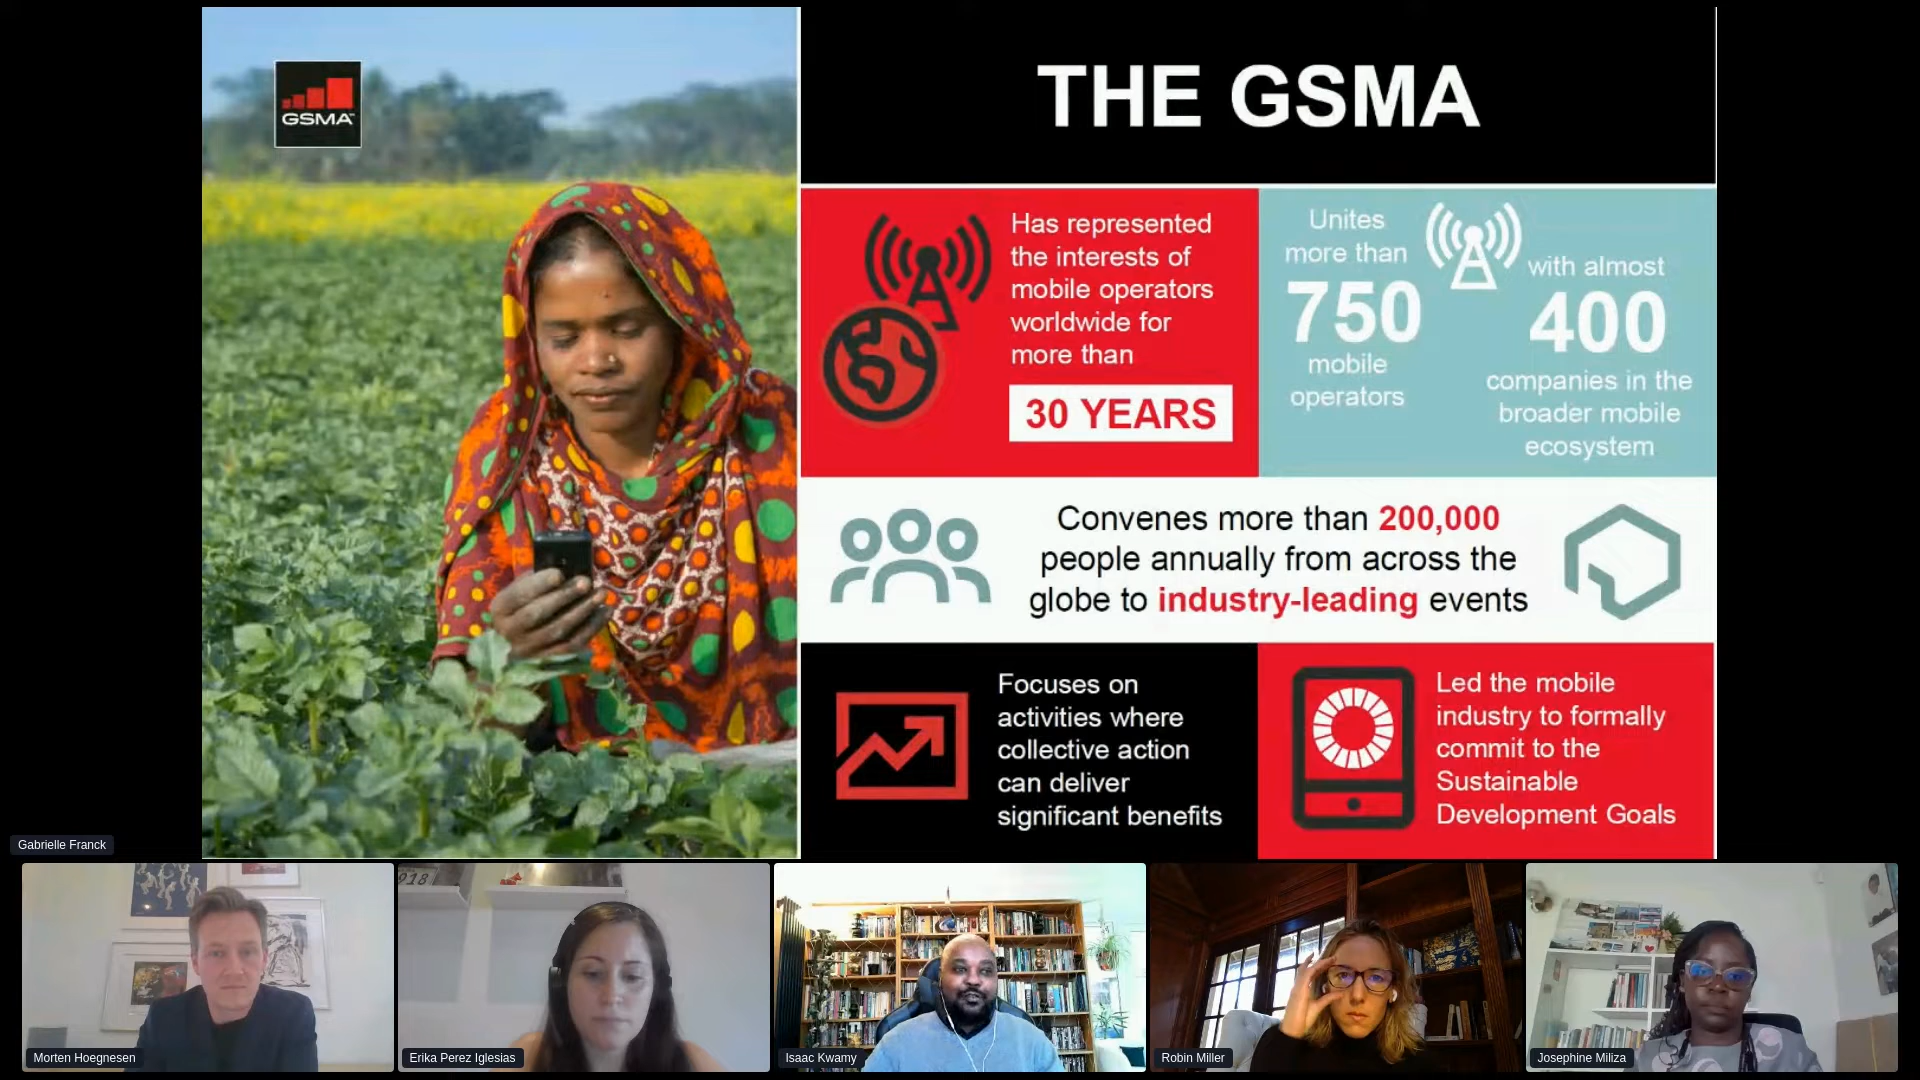 GSMA
THE GSMA
Has represented
the interests of
mobile operators
worldwide for
more than
30 YEARS
Unites
more than
750
mobile
operators
with almost
400
companies in the
broader mobile
ecosystem
Convenes more than 200,000
people annually from across the
globe to industry-leading events
Focuses on
activities where
collective action
can deliver
significant benefits
Led the mobile
industry to formally
commit to the
Sustainable
Development Goals
Gabrielle Franck
918
Morten Hoegnesen
Erika Perez Iglesias
Isaac Kwamy
Robin Miller
Josephine Miliza